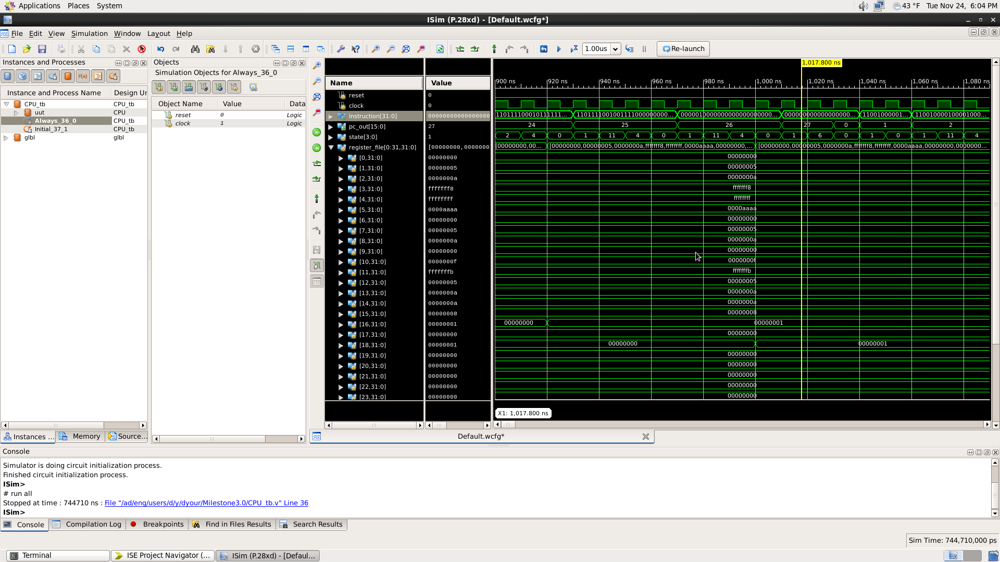 Applications Places System 43 °F Tue Nov 24, 6:04 PM
ISim (P.28xd) - [Default.wcfg*]
File Edit View Simulation Window Layout Help
1.00us Re-launch
Instances and Processes
Instance and Process Name Design Ur
CPU_tb CPU_tb
uut CPU
Always_36_0 CPU_tb
Initial_37_1 CPU_tb
glbl glbl
Instances ... Memory Source...
Objects
Simulation Objects for Always_36_0
Object Name Value Data
reset 0 Logic
clock 1 Logic
Name Value
reset 0
clock 0
Instruction[31:0] 0000000000000000
pc_out[15:0] 27
state[3:0] 1
register_file[0:31,31:0] [00000000,0000000
[0,31:0] 00000000
[1,31:0] 00000005
[2,31:0] 0000000a
[3,31:0] fffffff8
[4,31:0] ffffffff
[5,31:0] 0000aaaa
[6,31:0] 00000000
[7,31:0] 00000005
[8,31:0] 0000000a
[9,31:0] 00000000
[10,31:0] 0000000f
[11,31:0] fffffffb
[12,31:0] 00000005
[13,31:0] 0000000a
[14,31:0] 0000000a
[15,31:0] 00000008
[16,31:0] 00000001
[17,31:0] 00000000
[18,31:0] 00000001
[19,31:0] 00000000
[20,31:0] 00000000
[21,31:0] 00000000
[22,31:0] 00000000
[23,31:0] 00000000
1,017.800 ns
900 ns 920 ns 940 ns 960 ns 980 ns 1,000 ns 1,020 ns 1,040 ns 1,060 ns 1,080 ns
24 25 26 27 0 1 2
2 4 0 1 11 4 0 1 11 4 0 1 6 0 1 0 1 11 4
[00000000,00... [00000000,00000005,0000000a,fffffff8,ffffffff,0000aaaa,00000000,... [00000000,00000005,0000000a,fffffff8,ffffffff,0000aaaa,00000000,0000000...
00000000
00000005
0000000a
fffffff8
ffffffff
0000aaaa
00000000
00000005
0000000a
00000000
0000000f
fffffffb
00000005
0000000a
0000000a
00000008
00000000 00000001
00000000
00000000 00000001
00000000
00000000
00000000
00000000
00000000
X1: 1,017.800 ns
Default.wcfg*
Console
Simulator is doing circuit initialization process.
Finished circuit initialization process.
ISim>
# run all
Stopped at time : 744710 ns : File "/ad/eng/users/d/y/dyour/Milestone3.0/CPU_tb.v" Line 36
ISim>
Console Compilation Log Breakpoints Find in Files Results Search Results
Sim Time: 744,710,000 ps
Terminal ISE Project Navigator (... ISim (P.28xd) - [Defaul...